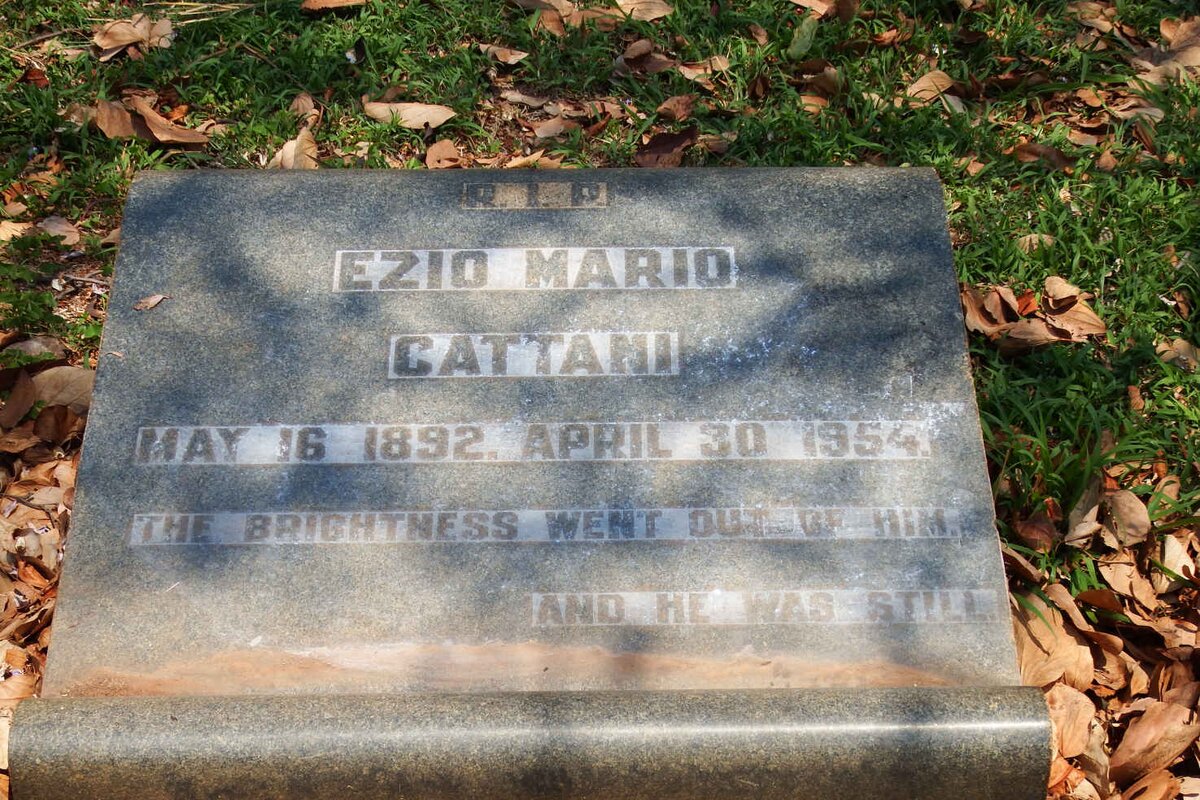 R I P
EZIO MARIO
CATTANI
MAY 16 1892. APRIL 30 1954.
THE BRIGHTNESS WENT OUT OF HIM.
AND HE WAS STILL.